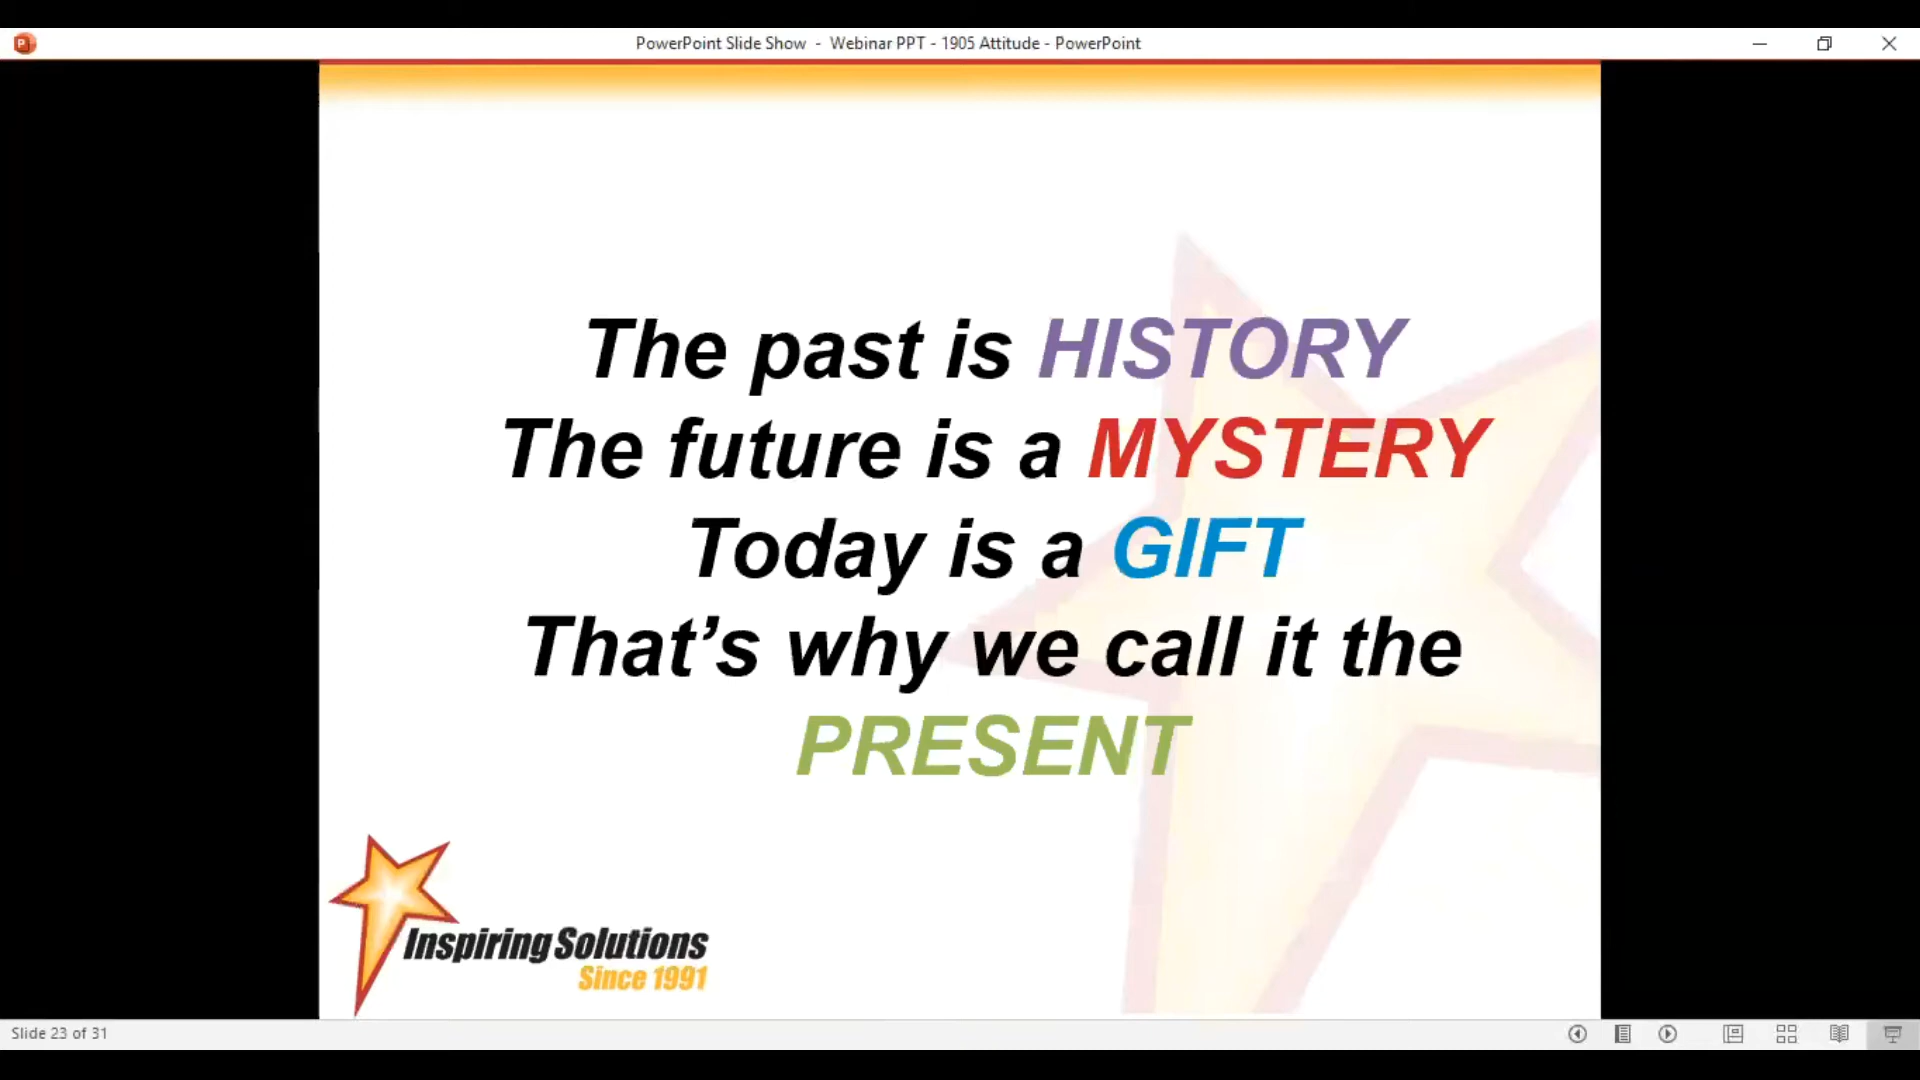 PowerPoint Slide Show - Webinar PPT - 1905 Attitude - PowerPoint
The past is HISTORY
The future is a MYSTERY
Today is a GIFT
That’s why we call it the
PRESENT
Inspiring Solutions
Since 1991
Slide 23 of 31